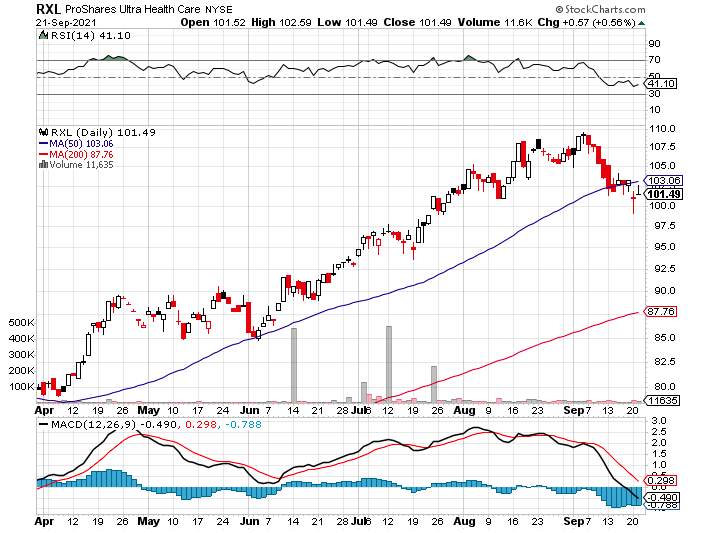 RXL ProShares Ultra Health Care NYSE © StockCharts.com
21-Sep-2021 Open 101.52 High 102.59 Low 101.49 Close 101.49 Volume 11.6K Chg +0.57 (+0.56%)
RSI(14) 41.10
90
70
50
41.10
30
10
RXL (Daily) 101.49
MA(50) 103.06
MA(200) 87.76
Volume 11,635
110.0
107.5
105.0
103.06
101.49
100.0
97.5
95.0
92.5
90.0
87.76
85.0
82.5
80.0
11635
500K
400K
300K
200K
100K
Apr 12 19 26 May 10 17 24 Jun 7 14 21 28 Jul 6 12 19 26 Aug 9 16 23 Sep 7 13 20
MACD(12,26,9) -0.490, 0.298, -0.788
3.0
2.5
2.0
1.5
1.0
0.298
-0.490
-0.788
Apr 12 19 26 May 10 17 24 Jun 7 14 21 28 Jul 6 12 19 26 Aug 9 16 23 Sep 7 13 20